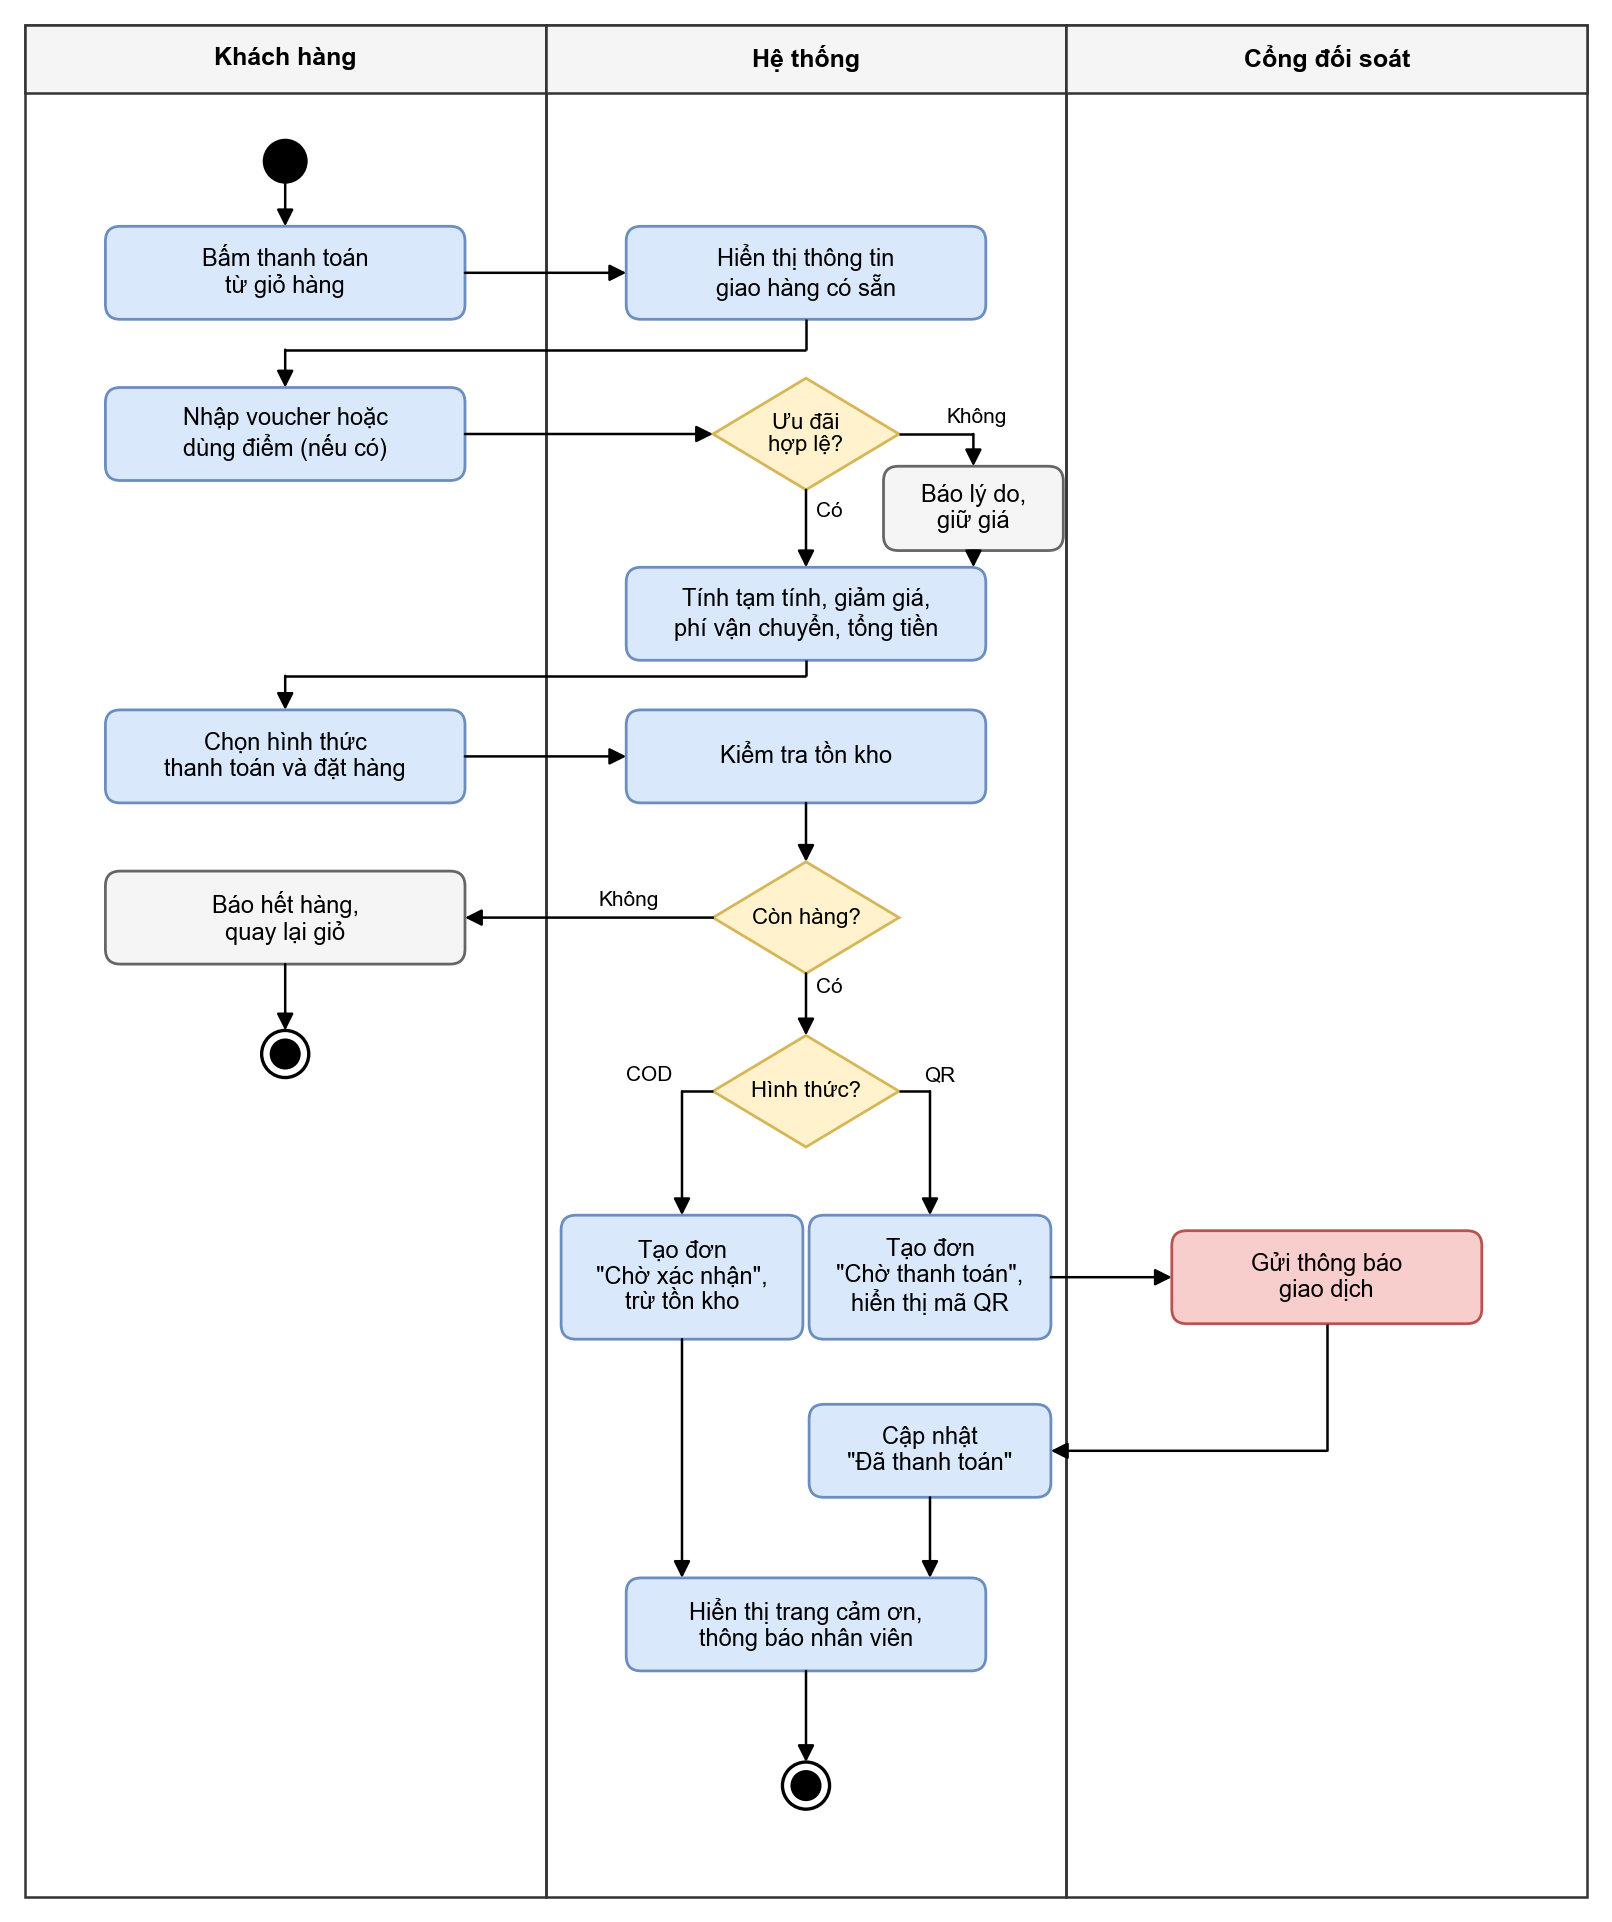 Khách hàng
Hệ thống
Cổng đối soát
Bấm thanh toán
từ giỏ hàng
Hiển thị thông tin
giao hàng có sẵn
Nhập voucher hoặc
dùng điểm (nếu có)
Ưu đãi
hợp lệ?
Không
Báo lý do,
giữ giá
Có
Tính tạm tính, giảm giá,
phí vận chuyển, tổng tiền
Chọn hình thức
thanh toán và đặt hàng
Kiểm tra tồn kho
Báo hết hàng,
quay lại giỏ
Không
Còn hàng?
Có
COD
Hình thức?
QR
Tạo đơn
"Chờ xác nhận",
trừ tồn kho
Tạo đơn
"Chờ thanh toán",
hiển thị mã QR
Gửi thông báo
giao dịch
Cập nhật
"Đã thanh toán"
Hiển thị trang cảm ơn,
thông báo nhân viên